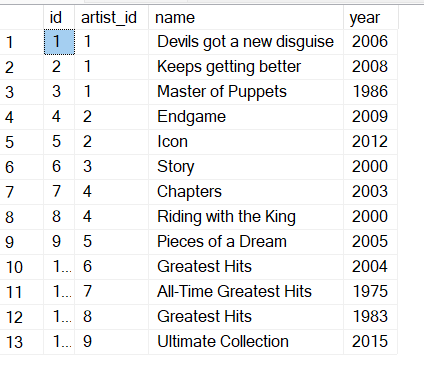 id artist_id name year
1 1 1 Devils got a new disguise 2006
2 2 1 Keeps getting better 2008
3 3 1 Master of Puppets 1986
4 4 2 Endgame 2009
5 5 2 Icon 2012
6 6 3 Story 2000
7 7 4 Chapters 2003
8 8 4 Riding with the King 2000
9 9 5 Pieces of a Dream 2005
10 1... 6 Greatest Hits 2004
11 1... 7 All-Time Greatest Hits 1975
12 1... 8 Greatest Hits 1983
13 1... 9 Ultimate Collection 2015